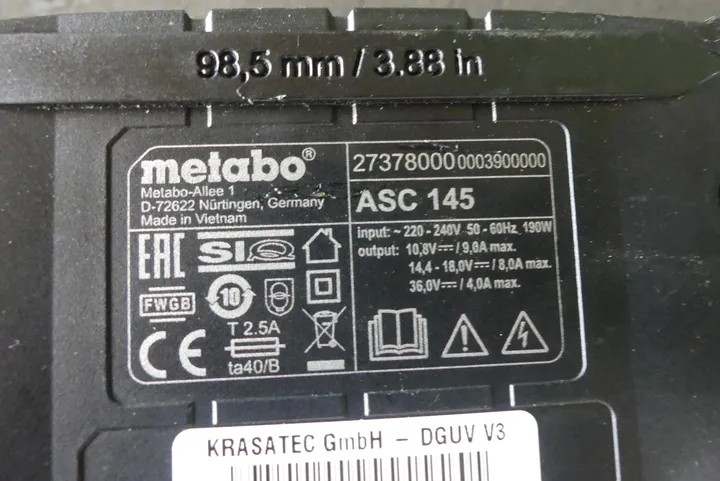 98,5 mm / 3.88 in
metabo®
Metabo-Allee 1
D-72622 Nürtingen, Germany
Made in Vietnam
27378000 0003900000
ASC 145
input: ~ 220 - 240V 50 - 60Hz 190W
output: 10,8V⎓ / 9,0A max.
14,4 - 18,0V⎓ / 8,0A max.
36,0V⎓ / 4,0A max.
EAC SIQ
FWGB 10
T 2.5A
CE ta40/B
KRASATEC GmbH – DGUV V3